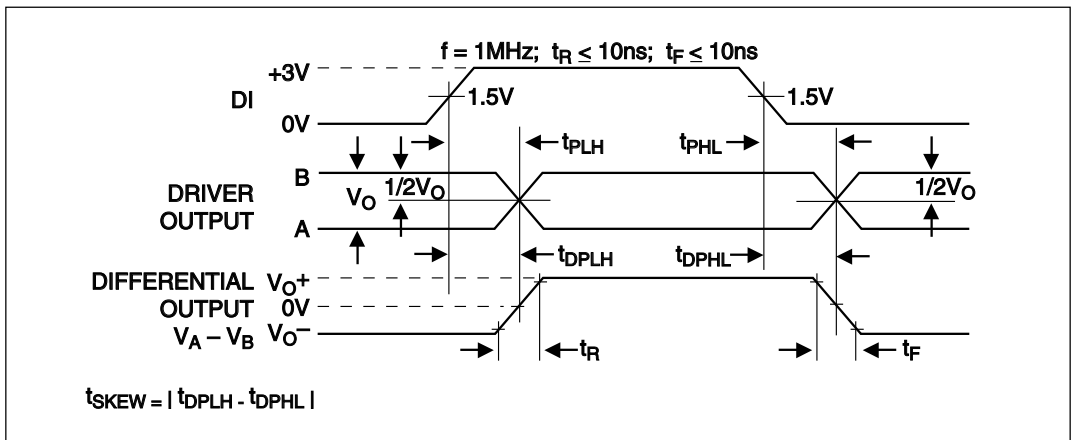 f = 1MHz; tR ≤ 10ns; tF ≤ 10ns
+3V
DI
1.5V
1.5V
0V
tPLH
tPHL
B
DRIVER
OUTPUT
VO
1/2VO
1/2VO
A
tDPLH
tDPHL
DIFFERENTIAL VO+
OUTPUT 0V
VA – VB VO–
tR
tF
tSKEW = | tDPLH - tDPHL |